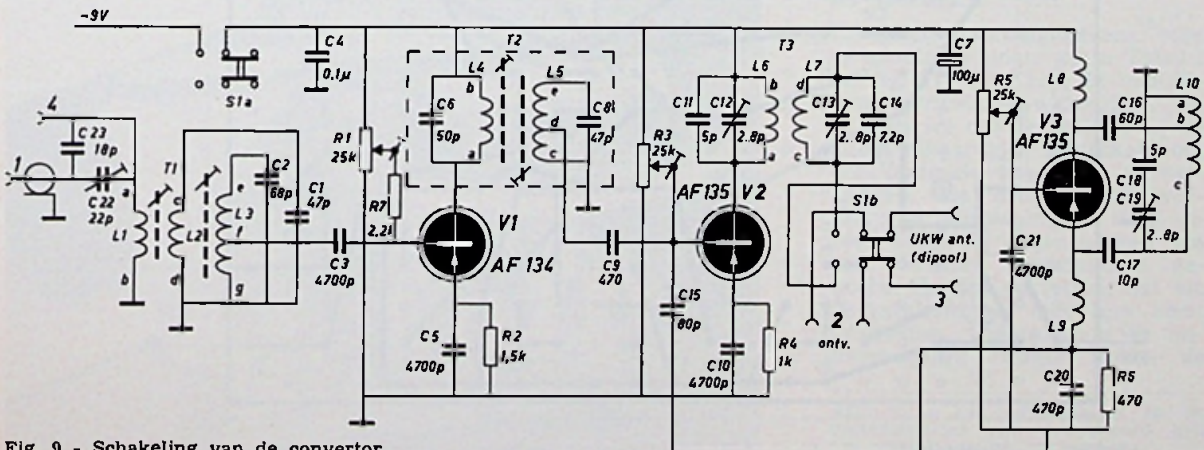 -9V
S1a
C4
0.1µ
4
C23
18p
1
C22
22p
a
L1
b
T1
c
L2
d
e
L3
f
g
C2
68p
C1
47p
C3
4700p
R1
25k
R7
2,2k
T2
L4
b
C6
50p
a
L5
e
d
c
C8
47p
V1
AF 134
C5
4700p
R2
1,5k
C9
470
R3
25k
C15
80p
C11
5p
C12
2..8p
T3
L6
b
a
L7
d
c
C13
2..8p
C14
2,2p
AF135 V2
C10
4700p
R4
1k
S1b
2
ontv.
UKW ant.
(dipool)
3
C7
100µ
R5
25k
C21
4700p
L8
V3
AF135
C16
60p
5p
C18
C19
2..8p
C17
10p
L10
a
b
c
L9
C20
470p
R6
470
Fig. 9 - Schakeling van de convertor